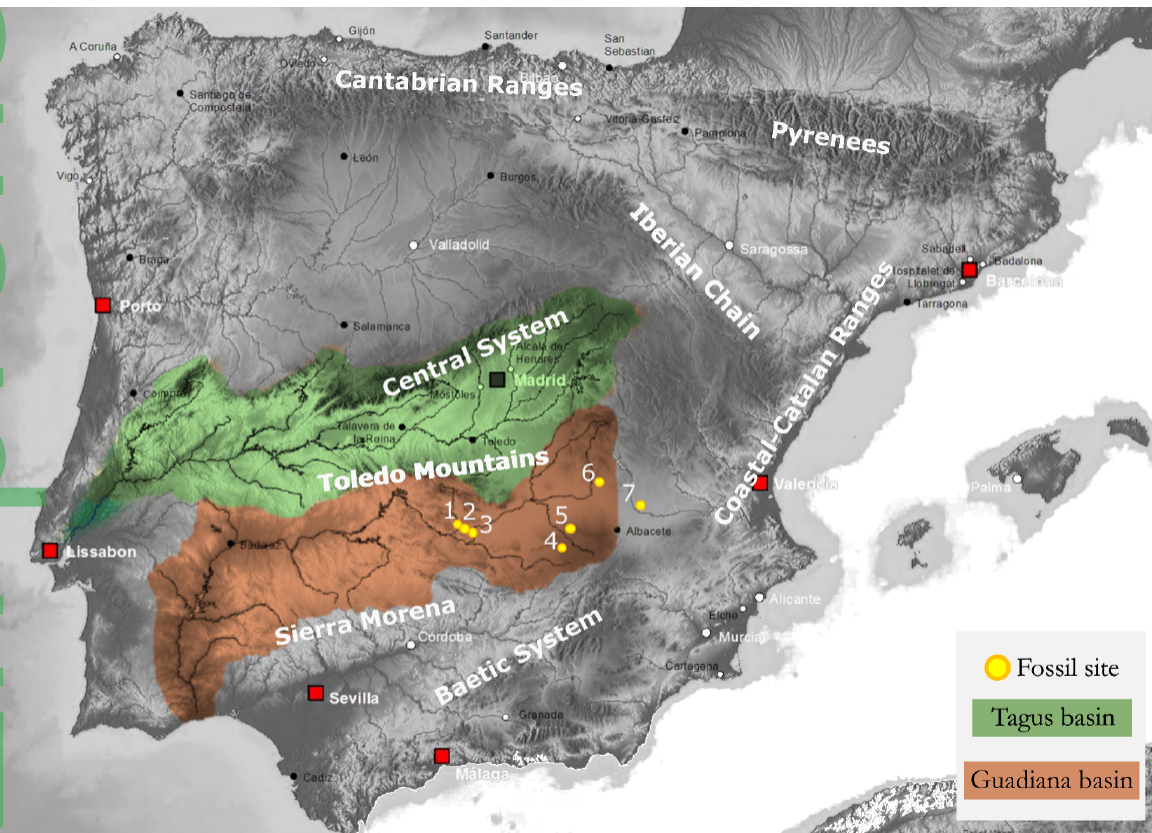 Gijón
A Coruña
Santander
San
Sebastian
Oviedo
Bilbao
Cantabrian Ranges
Santiago de
Compostela
Vitoria-Gasteiz
Pamplona
Pyrenees
León
Vigo
Burgos
Iberian Chain
Valladolid
Saragossa
Sabadell
Badalona
Braga
Hospitalet de
Llobregat
Barcelona
Tarragona
Porto
Salamanca
Central System
Alcalá de
Henares
Madrid
Móstoles
Coimbra
Coastal-Catalan Ranges
Talavera de
la Reina
Toledo
Toledo Mountains
6
7
Valencia
Palma
1
2
3
5
4
Albacete
Lissabon
Badajoz
Alicante
Sierra Morena
Elche
Baetic System
Córdoba
Murcia
Cartagena
Sevilla
Granada
Málaga
Cadiz
Fossil site
Tagus basin
Guadiana basin